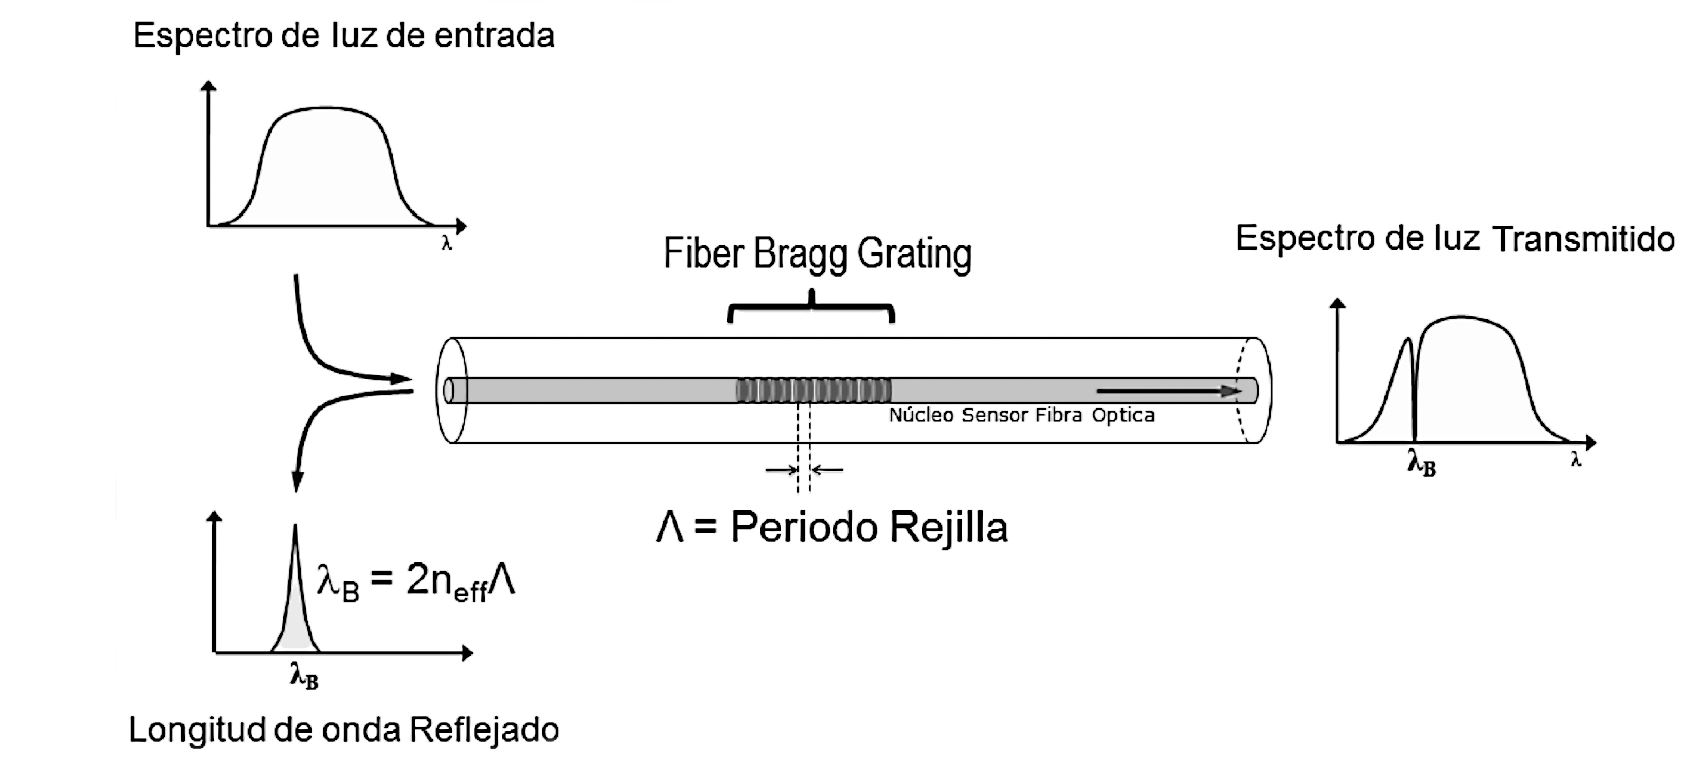 Espectro de luz de entrada
λ
Fiber Bragg Grating
Espectro de luz Transmitido
Núcleo Sensor Fibra Optica
λB
λ
Λ = Periodo Rejilla
λB = 2neffΛ
λB
Longitud de onda Reflejado